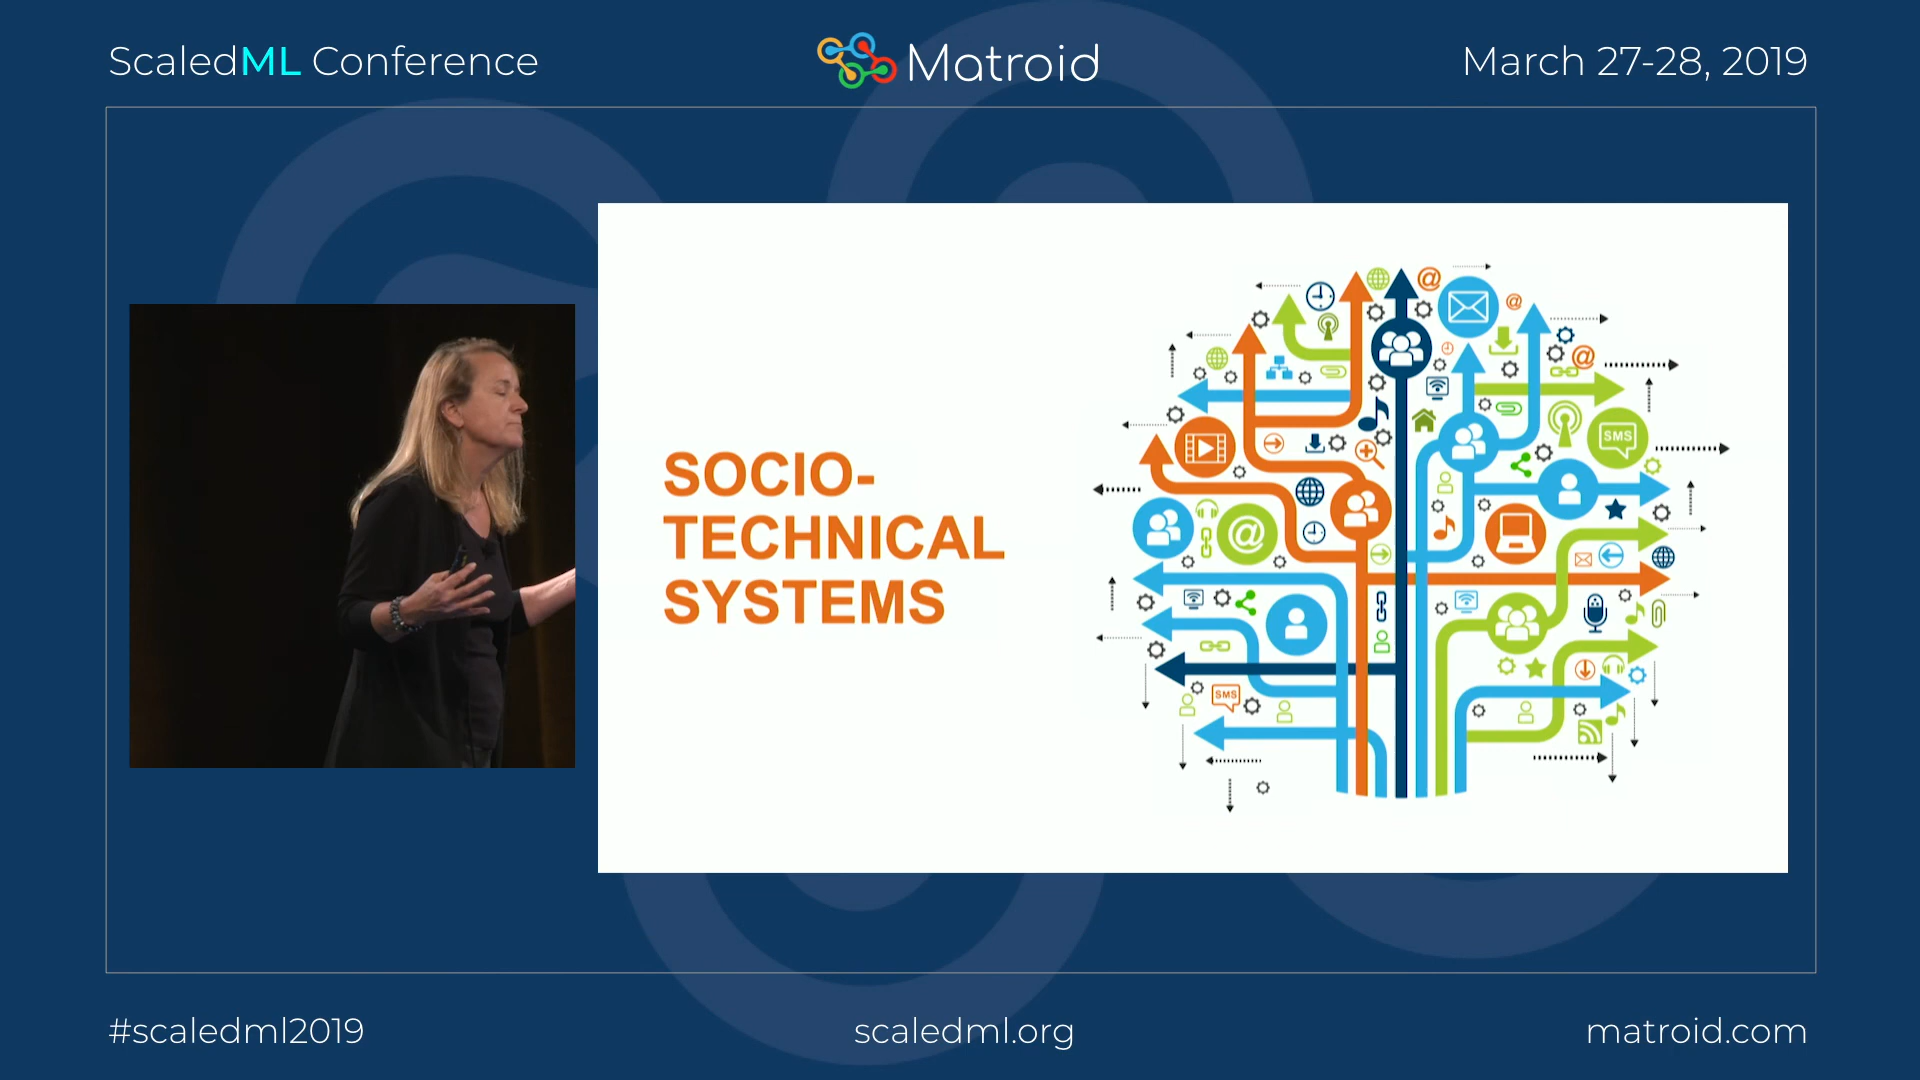 ScaledML Conference
Matroid
March 27-28, 2019
SOCIO-
TECHNICAL
SYSTEMS
@
@
@
SMS
@
SMS
#scaledml2019
scaledml.org
matroid.com